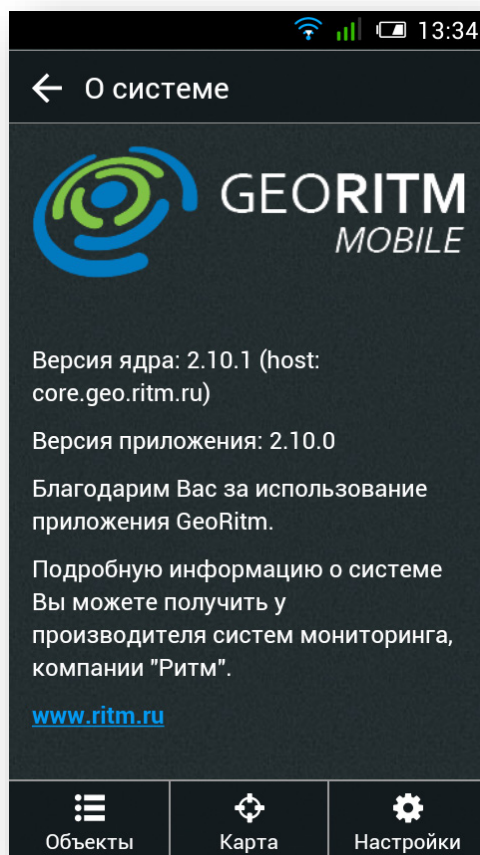 13:34
О системе
GEORITM
MOBILE
Версия ядра: 2.10.1 (host:
core.geo.ritm.ru)
Версия приложения: 2.10.0
Благодарим Вас за использование
приложения GeoRitm.
Подробную информацию о системе
Вы можете получить у
производителя систем мониторинга,
компании "Ритм".
www.ritm.ru
Объекты Карта Настройки